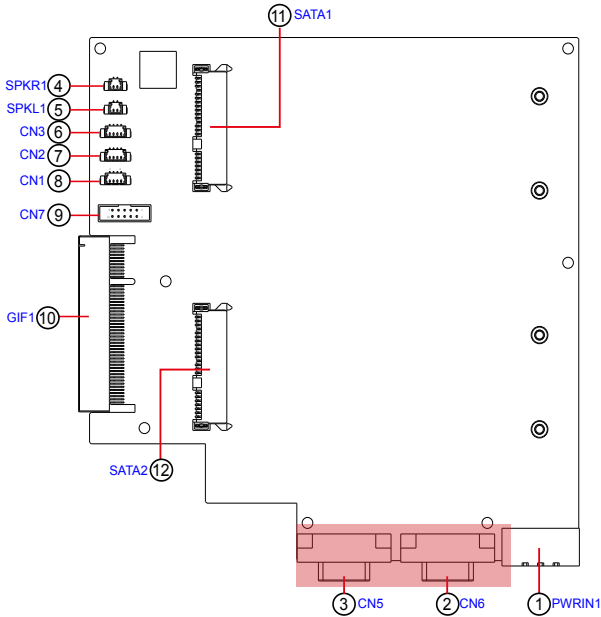 11 SATA1
SPKR1 4
SPKL1 5
CN3 6
CN2 7
CN1 8
CN7 9
GIF1 10
SATA2 12
3 CN5
2 CN6
1 PWRIN1